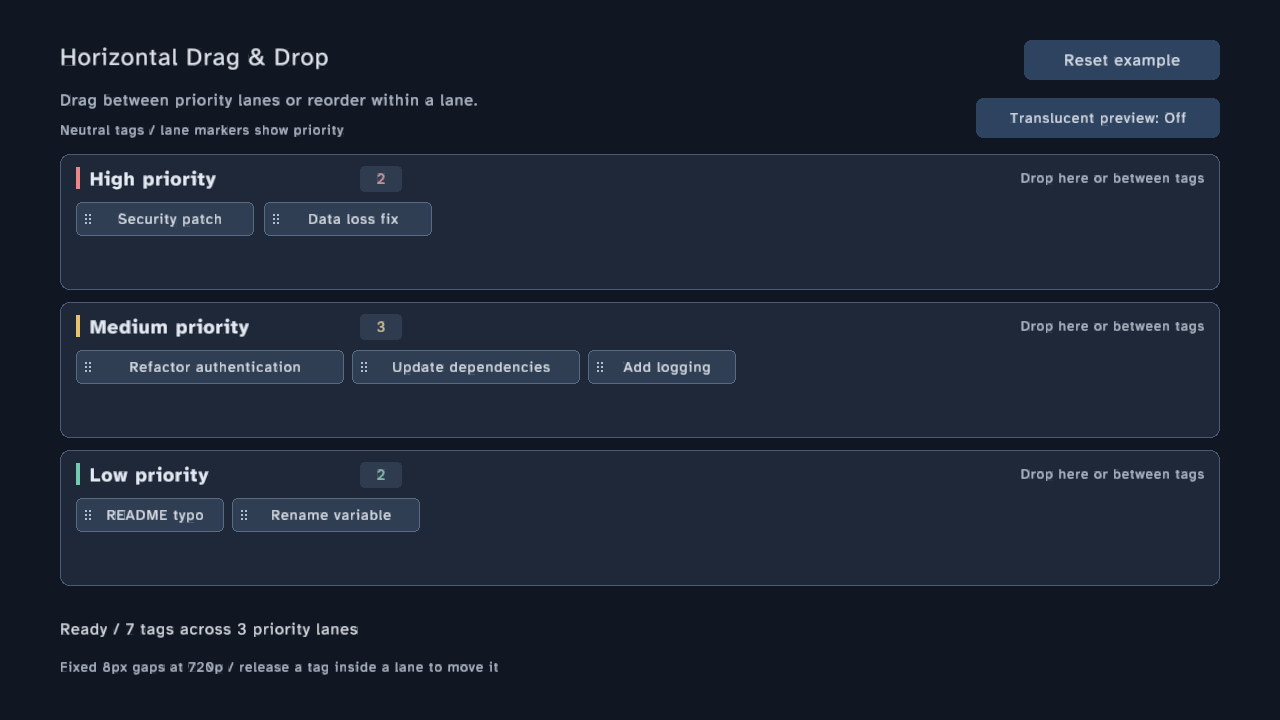 Horizontal Drag & Drop
Reset example
Drag between priority lanes or reorder within a lane.
Translucent preview: Off
Neutral tags / lane markers show priority
High priority
2
Drop here or between tags
Security patch
Data loss fix
Medium priority
3
Drop here or between tags
Refactor authentication
Update dependencies
Add logging
Low priority
2
Drop here or between tags
README typo
Rename variable
Ready / 7 tags across 3 priority lanes
Fixed 8px gaps at 720p / release a tag inside a lane to move it